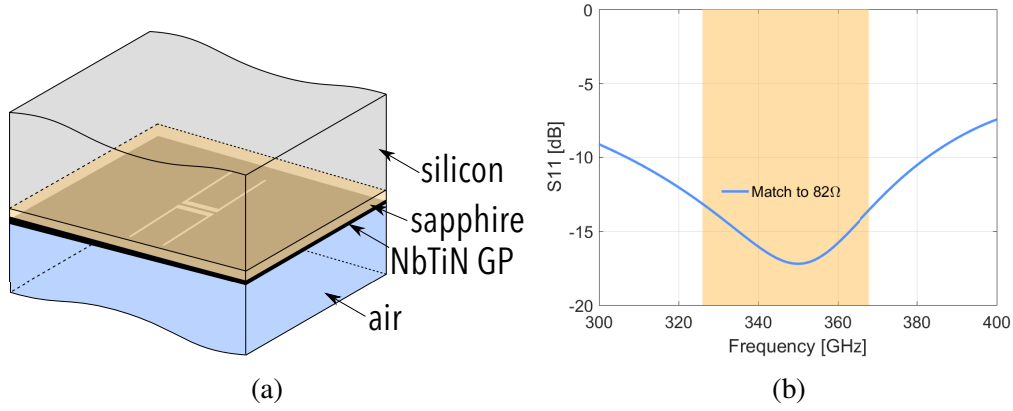 silicon
sapphire
NbTiN GP
air
(a)
S11 [dB]
0
-5
-10
-15
-20
Match to 82Ω
300
320
340
360
380
400
Frequency [GHz]
(b)